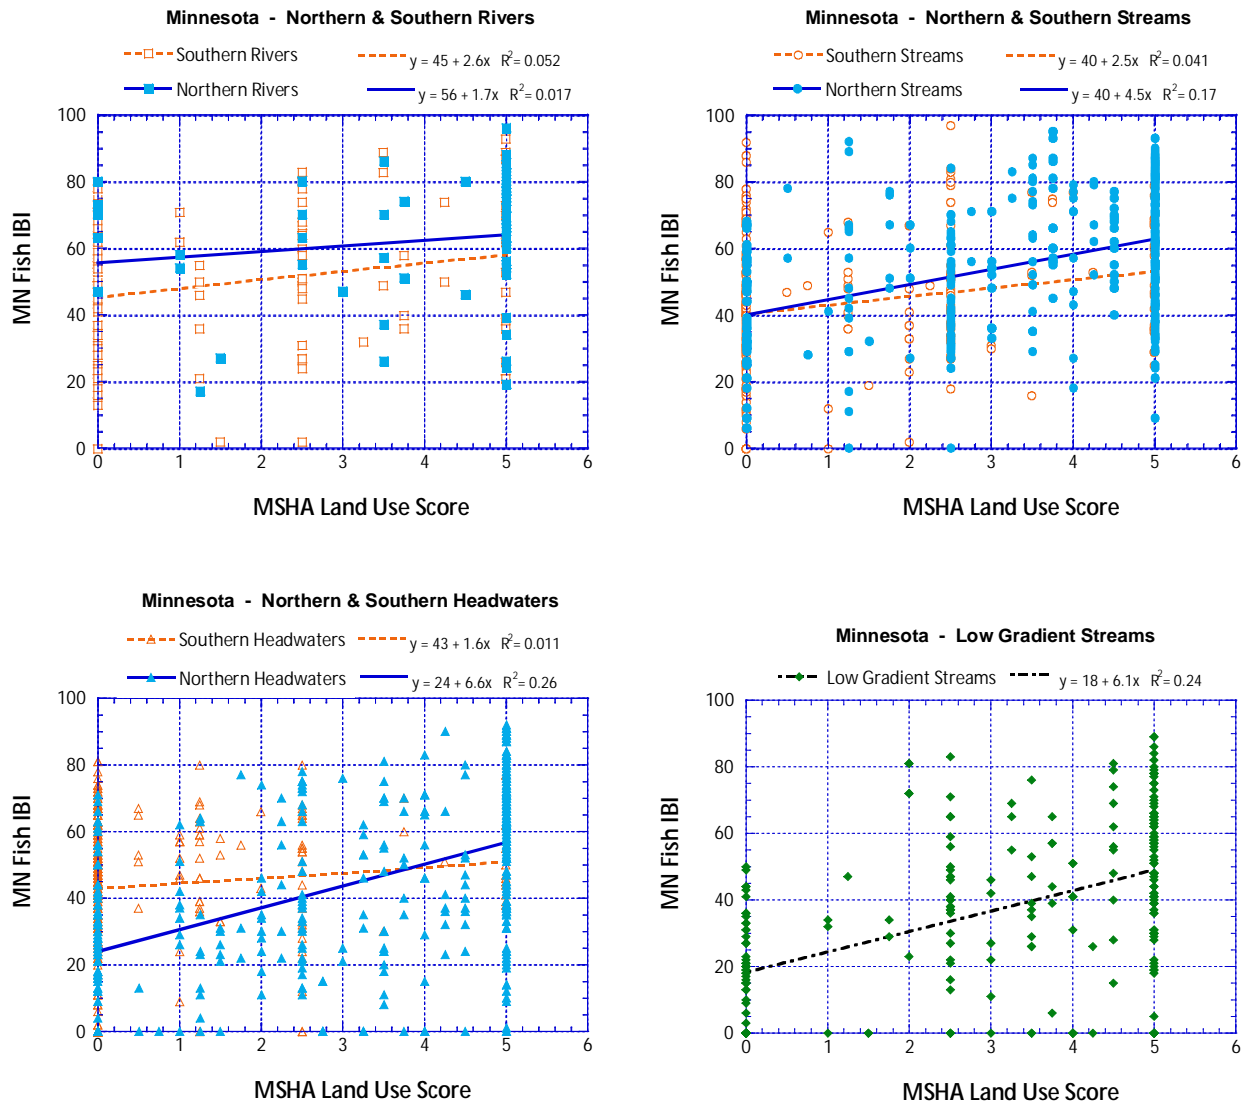 Minnesota - Northern & Southern Rivers
Southern Rivers y = 45 + 2.6x R²= 0.052
Northern Rivers y = 56 + 1.7x R²= 0.017
100
80
60
40
20
0
MN Fish IBI
0 1 2 3 4 5 6
MSHA Land Use Score
Minnesota - Northern & Southern Streams
Southern Streams y = 40 + 2.5x R²= 0.041
Northern Streams y = 40 + 4.5x R²= 0.17
100
80
60
40
20
0
MN Fish IBI
0 1 2 3 4 5 6
MSHA Land Use Score
Minnesota - Northern & Southern Headwaters
Southern Headwaters y = 43 + 1.6x R²= 0.011
Northern Headwaters y = 24 + 6.6x R²= 0.26
100
80
60
40
20
0
MN Fish IBI
0 1 2 3 4 5 6
MSHA Land Use Score
Minnesota - Low Gradient Streams
Low Gradient Streams y = 18 + 6.1x R²= 0.24
100
80
60
40
20
0
MN Fish IBI
0 1 2 3 4 5 6
MSHA Land Use Score